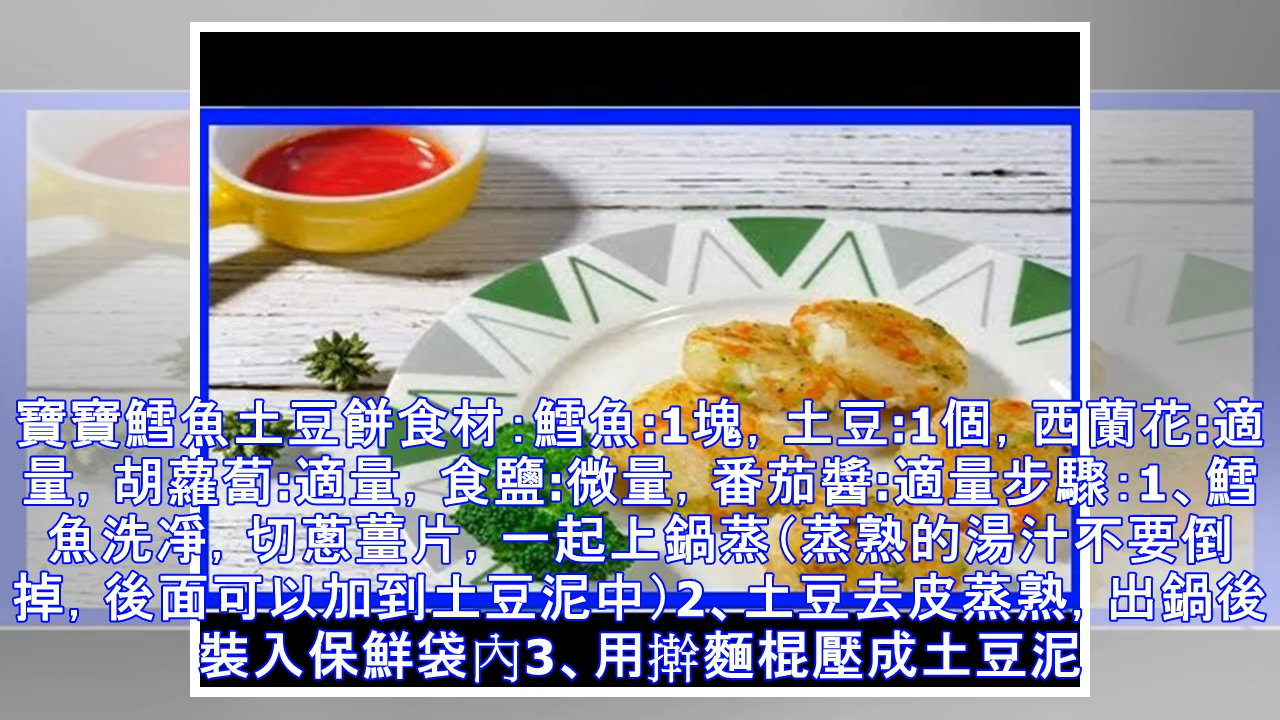 寶寶鱈魚土豆餅食材：鱈魚:1塊，土豆:1個，西蘭花:適
量，胡蘿蔔:適量，食鹽:微量，番茄醬:適量步驟：1、鱈
魚洗凈，切蔥薑片，一起上鍋蒸（蒸熟的湯汁不要倒
掉，後面可以加到土豆泥中）2、土豆去皮蒸熟，出鍋後
裝入保鮮袋內3、用擀麵棍壓成土豆泥